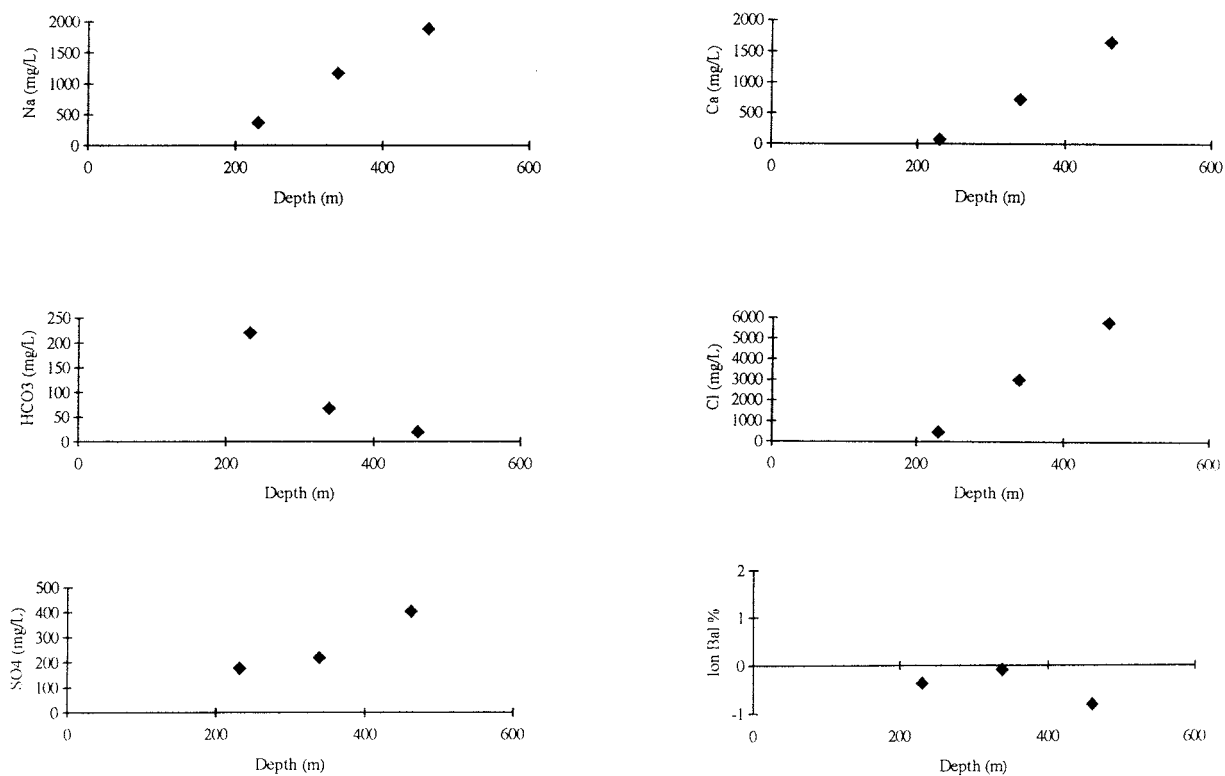 Na (mg/L)
2000
1500
1000
500
0
0 200 400 600
Depth (m)
Ca (mg/L)
2000
1500
1000
500
0
0 200 400 600
Depth (m)
HCO3 (mg/L)
250
200
150
100
50
0
0 200 400 600
Depth (m)
Cl (mg/L)
6000
5000
4000
3000
2000
1000
0
0 200 400 600
Depth (m)
SO4 (mg/L)
500
400
300
200
100
0
0 200 400 600
Depth (m)
Ion Bal %
2
1
0
-1
0 200 400 600
Depth (m)